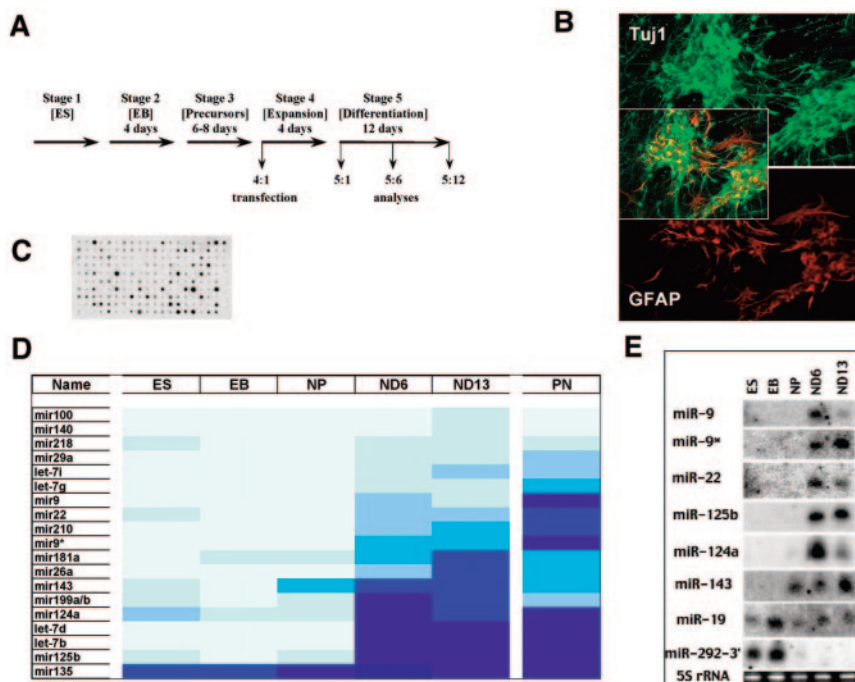 A
Stage 1 Stage 2 Stage 3 Stage 4 Stage 5
[ES] [EB] [Precursors] [Expansion] [Differentiation]
4 days 6-8 days 4 days 12 days
4:1 5:1 5:6 5:12
transfection analyses
B
Tuj1
GFAP
C
D
Name ES EB NP ND6 ND13 PN
mir100
mir140
mir218
mir29a
let-7i
let-7g
mir9
mir22
mir210
mir9*
mir181a
mir26a
mir143
mir199a/b
mir124a
let-7d
let-7b
mir125b
mir135
E
ES EB NP ND6 ND13
miR-9
miR-9*
miR-22
miR-125b
miR-124a
miR-143
miR-19
miR-292-3'
5S rRNA